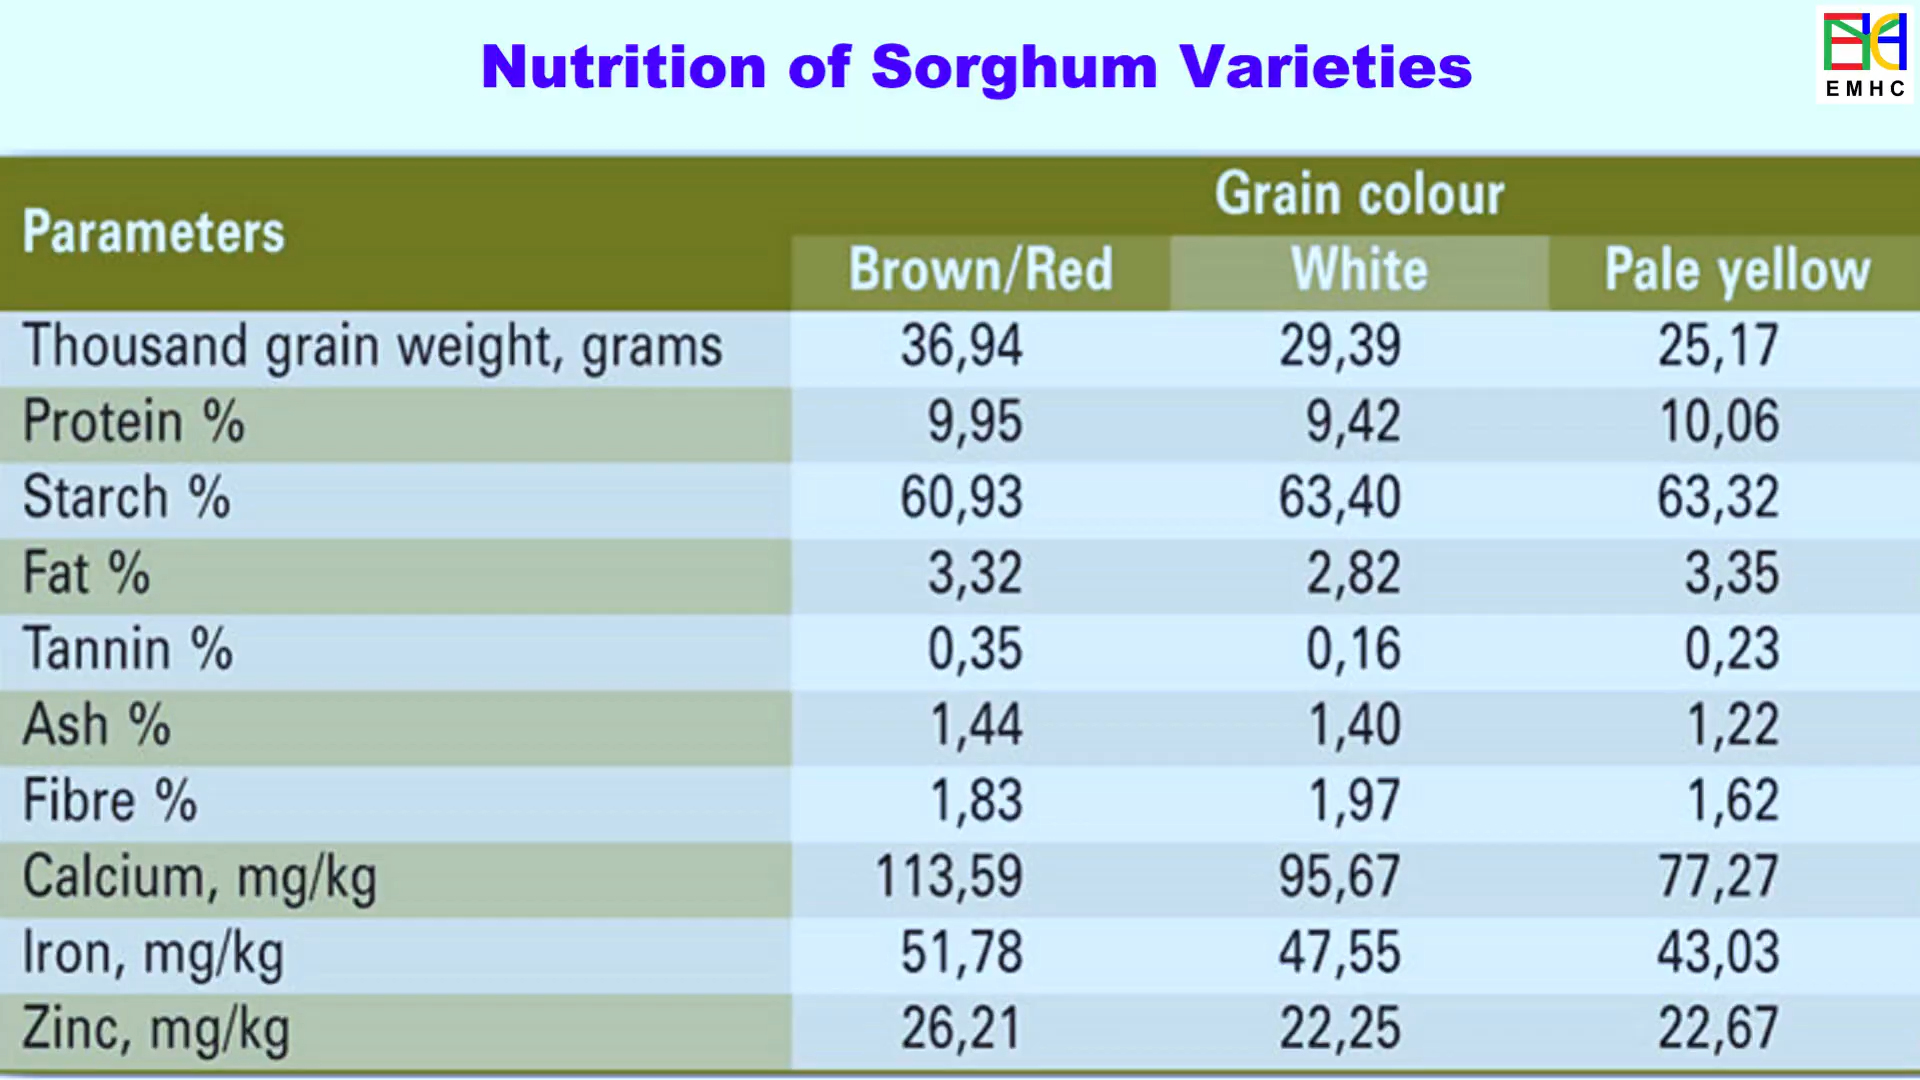 Nutrition of Sorghum Varieties
EMHC
Parameters
Grain colour
Brown/Red White Pale yellow
Thousand grain weight, grams 36,94 29,39 25,17
Protein % 9,95 9,42 10,06
Starch % 60,93 63,40 63,32
Fat % 3,32 2,82 3,35
Tannin % 0,35 0,16 0,23
Ash % 1,44 1,40 1,22
Fibre % 1,83 1,97 1,62
Calcium, mg/kg 113,59 95,67 77,27
Iron, mg/kg 51,78 47,55 43,03
Zinc, mg/kg 26,21 22,25 22,67